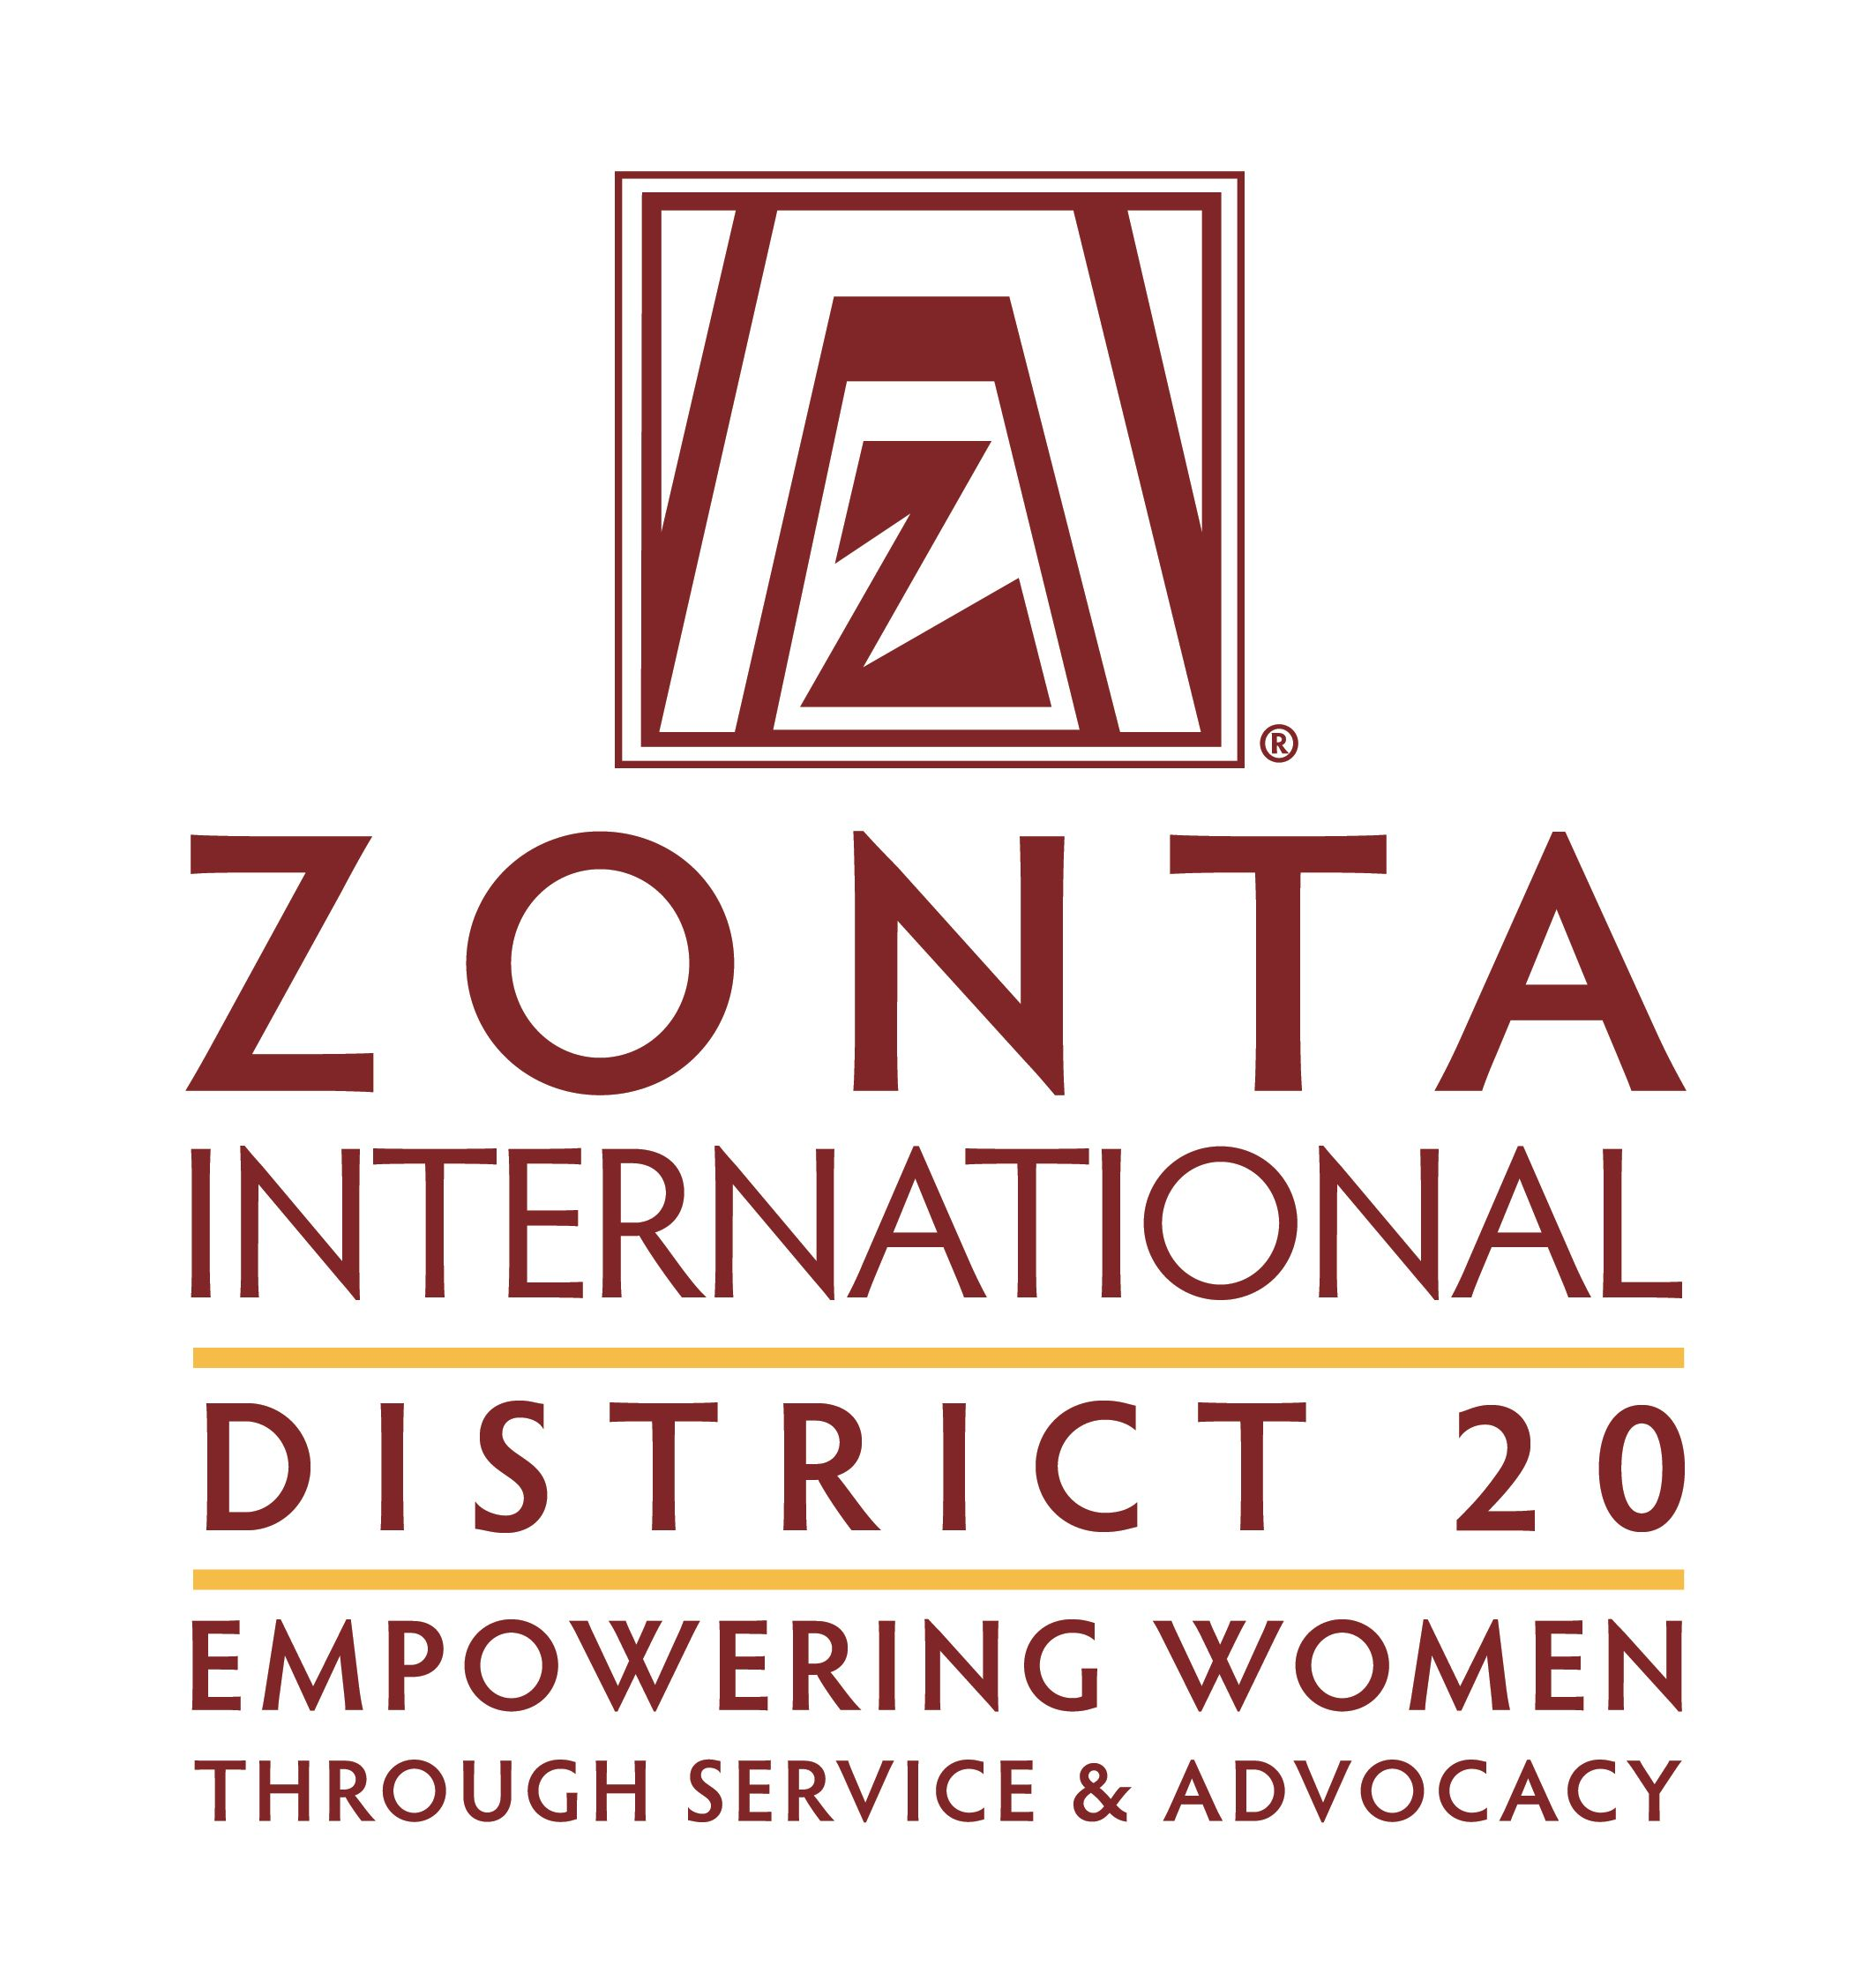 ®
ZONTA
INTERNATIONAL
DISTRICT 20
EMPOWERING WOMEN
THROUGH SERVICE & ADVOCACY